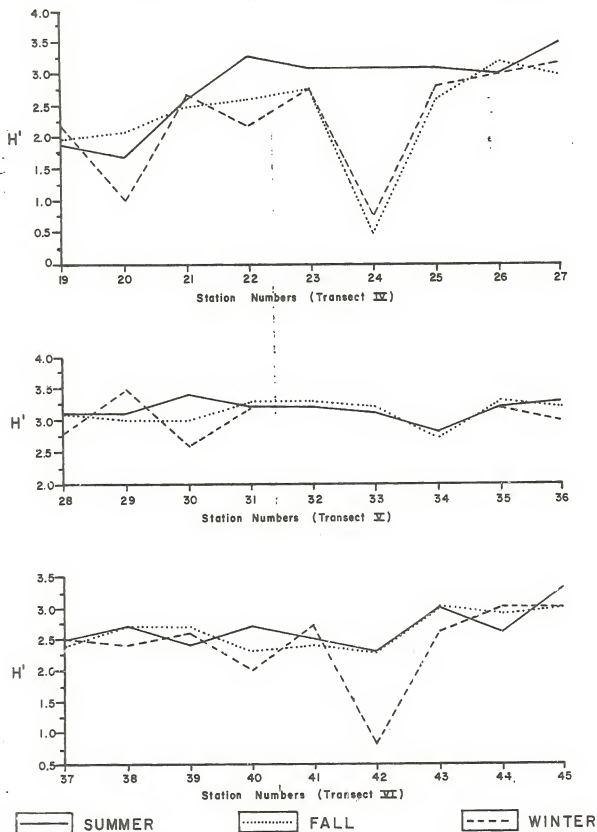 4.0
3.5
3.0
2.5
H'
2.0
1.5
1.0
0.5
0
19 20 21 22 23 24 25 26 27
Station Numbers (Transect IV)
4.0
3.5
H'
3.0
2.5
2.0
28 29 30 31 32 33 34 35 36
Station Numbers (Transect V)
3.5
3.0
2.5
H'
2.0
1.5
1.0
0.5
37 38 39 40 41 42 43 44 45
Station Numbers (Transect VI)
SUMMER FALL WINTER